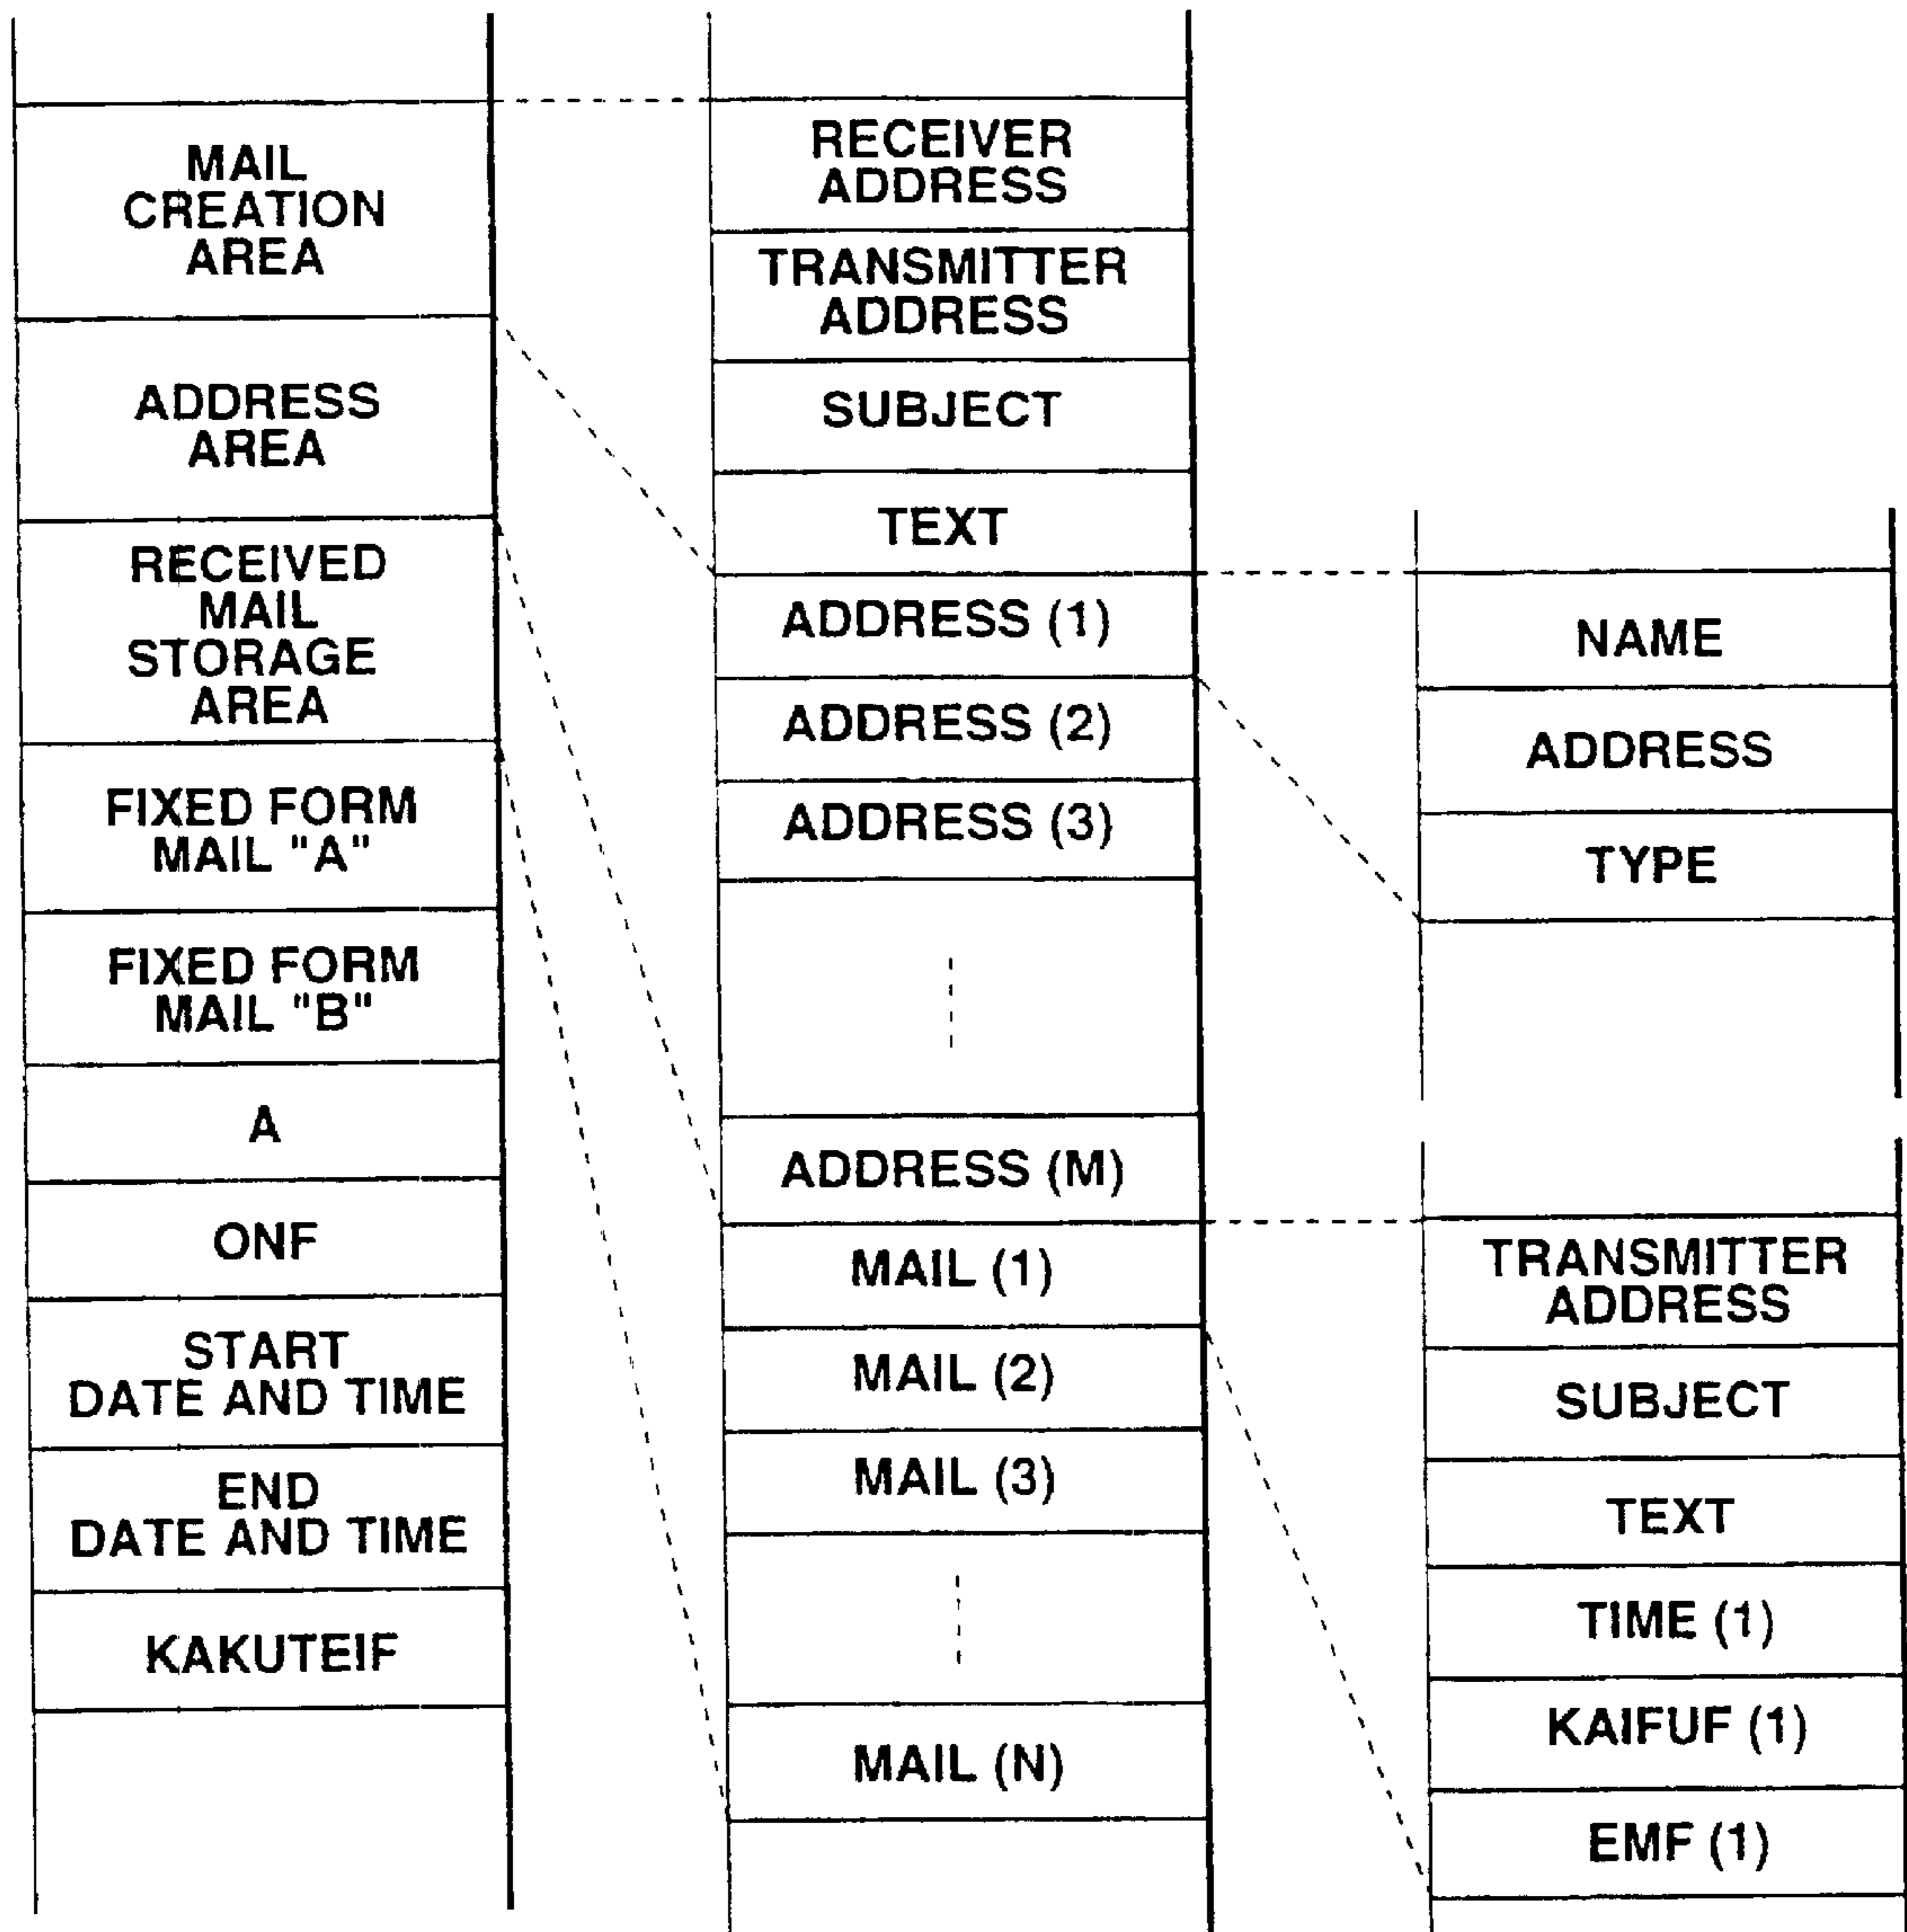 MAIL
CREATION
AREA
ADDRESS
AREA
RECEIVED
MAIL
STORAGE
AREA
FIXED FORM
MAIL "A"
FIXED FORM
MAIL "B"
A
ONF
START
DATE AND TIME
END
DATE AND TIME
KAKUTEIF
RECEIVER
ADDRESS
TRANSMITTER
ADDRESS
SUBJECT
TEXT
ADDRESS (1)
ADDRESS (2)
ADDRESS (3)
ADDRESS (M)
MAIL (1)
MAIL (2)
MAIL (3)
MAIL (N)
NAME
ADDRESS
TYPE
TRANSMITTER
ADDRESS
SUBJECT
TEXT
TIME (1)
KAIFUF (1)
EMF (1)